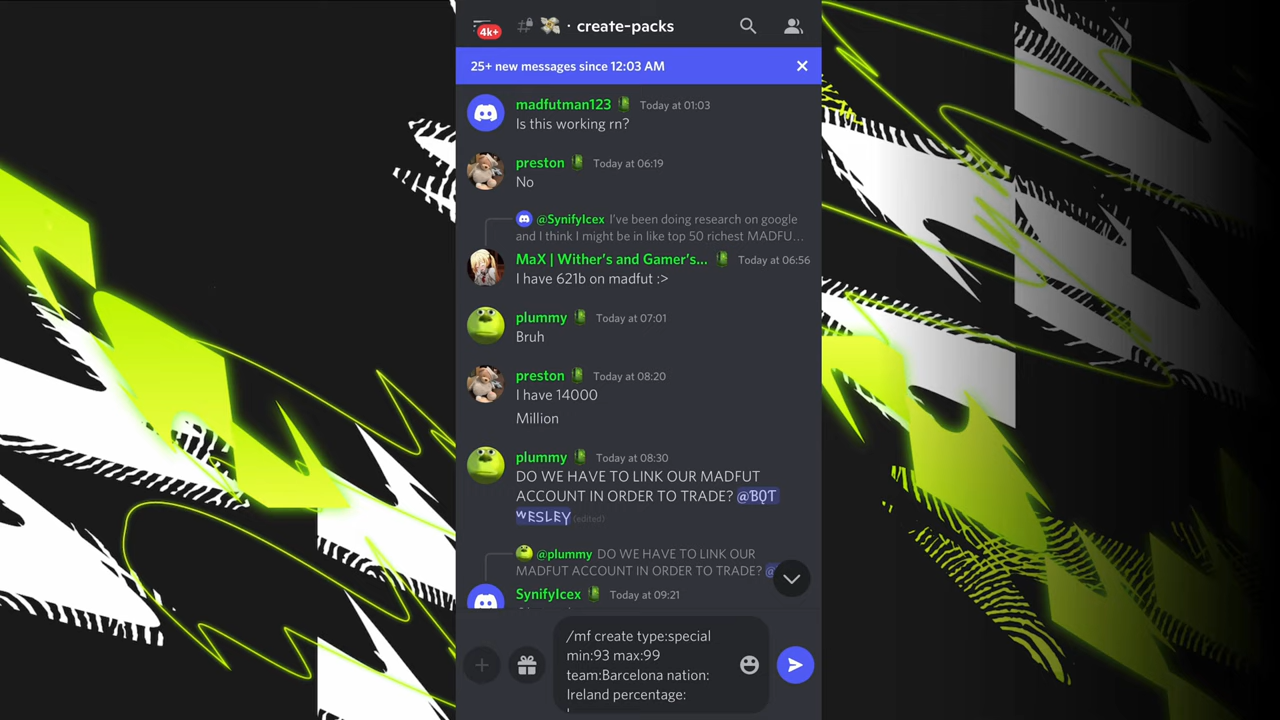 4k+
create-packs
25+ new messages since 12:03 AM
madfutman123 Today at 01:03
Is this working rn?
preston Today at 06:19
No
@SynifyIcex I've been doing research on google
and I think I might be in like top 50 richest MADFU...
MaX | Wither's and Gamer's... Today at 06:56
I have 621b on madfut :>
plummy Today at 07:01
Bruh
preston Today at 08:20
I have 14000
Million
plummy Today at 08:30
DO WE HAVE TO LINK OUR MADFUT
ACCOUNT IN ORDER TO TRADE? @BOT
WESLEY (edited)
@plummy DO WE HAVE TO LINK OUR
MADFUT ACCOUNT IN ORDER TO TRADE? @
SynifyIcex Today at 09:21
/mf create type:special
min:93 max:99
team:Barcelona nation:
Ireland percentage: